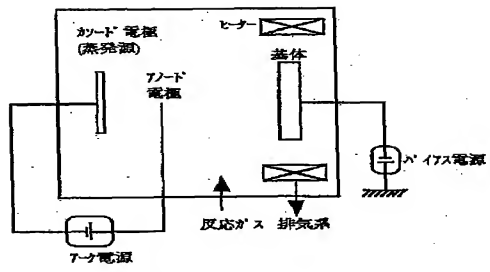 ヒーター
カソード電極
(蒸発源)
基体
アノード
電極
バイアス電源
反応ガス
排気系
アーク電源